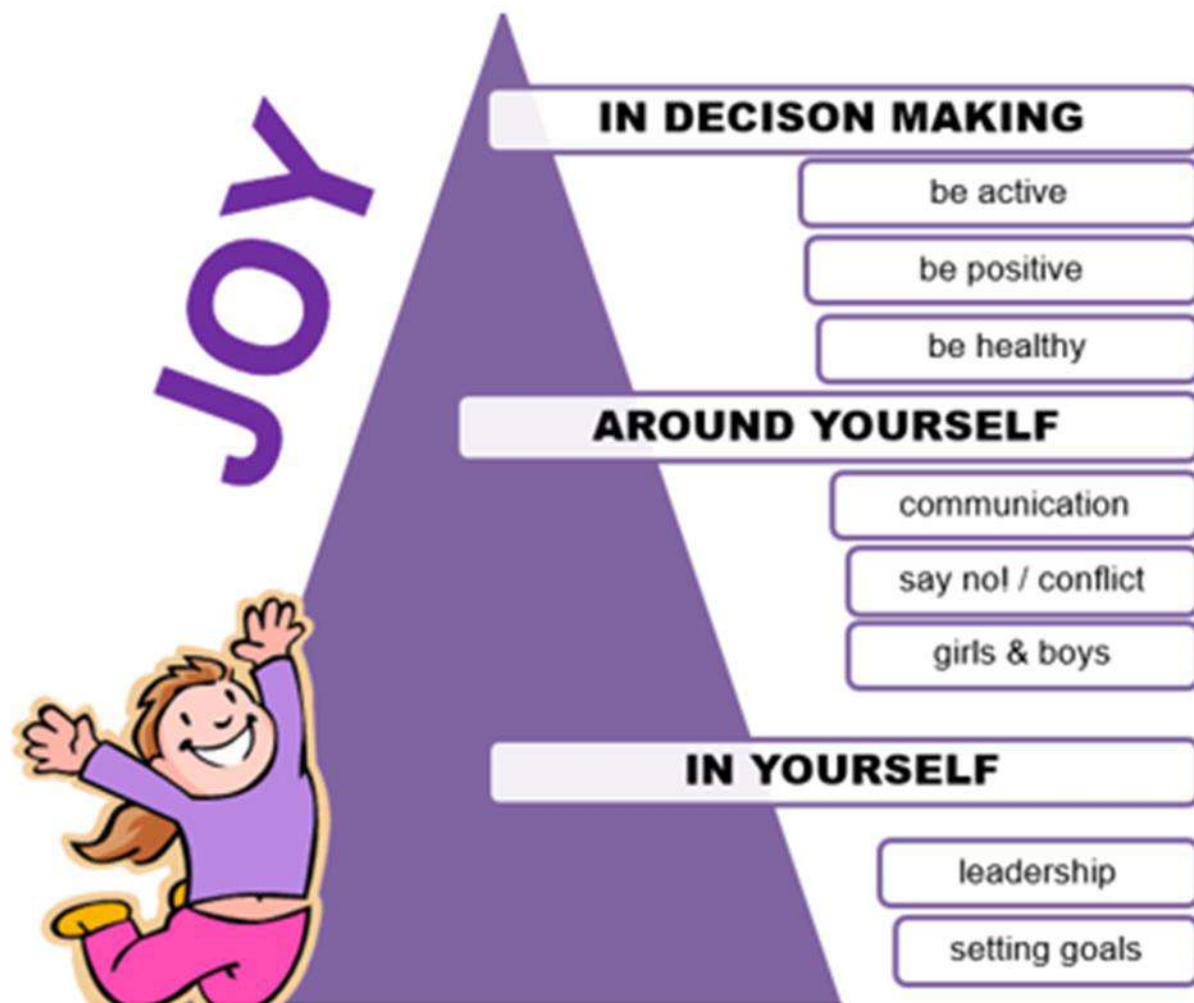 JOY
IN DECISON MAKING
be active
be positive
be healthy
AROUND YOURSELF
communication
say no! / conflict
girls & boys
IN YOURSELF
leadership
setting goals